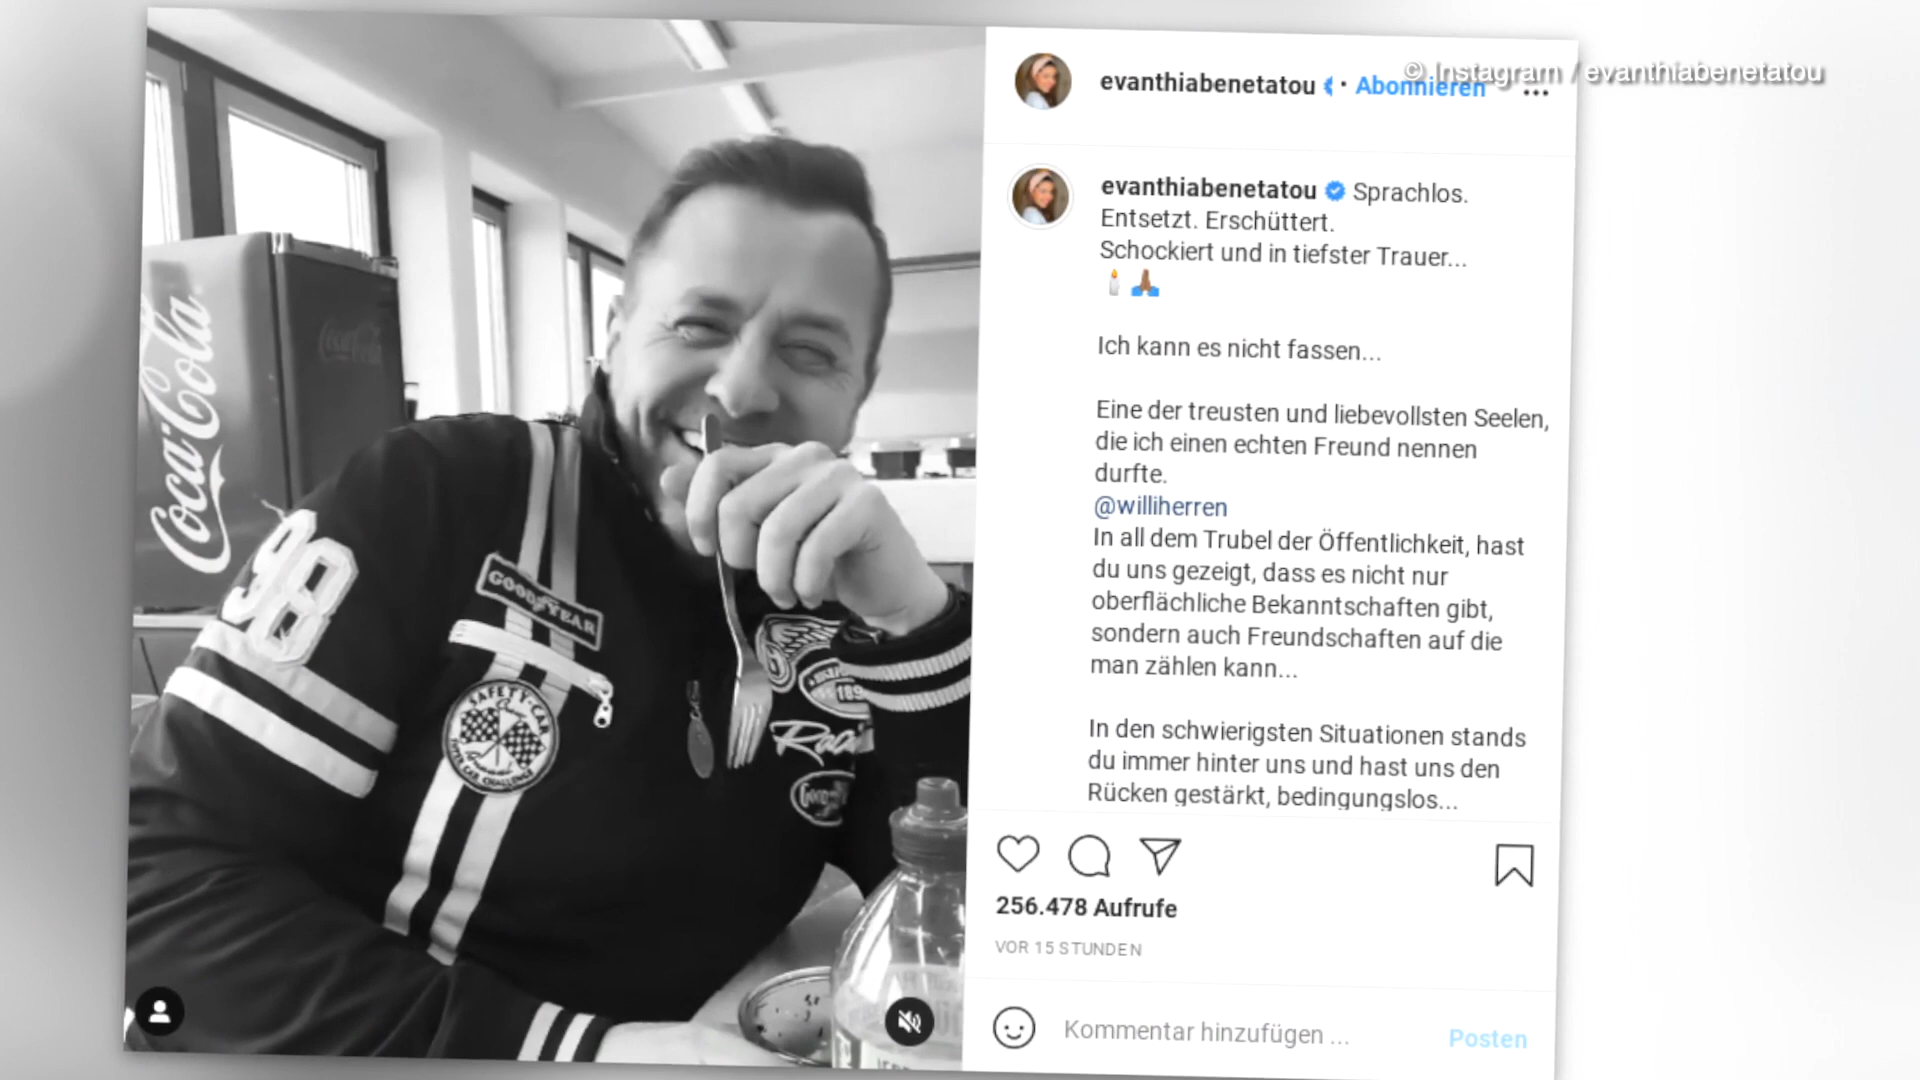 © Instagram / evanthiabenetatou
evanthiabenetatou • Abonnieren
evanthiabenetatou Sprachlos.
Entsetzt. Erschüttert.
Schockiert und in tiefster Trauer...
Ich kann es nicht fassen...
Eine der treusten und liebevollsten Seelen,
die ich einen echten Freund nennen
durfte.
@williherren
In all dem Trubel der Öffentlichkeit, hast
du uns gezeigt, dass es nicht nur
oberflächliche Bekanntschaften gibt,
sondern auch Freundschaften auf die
man zählen kann...
In den schwierigsten Situationen stands
du immer hinter uns und hast uns den
Rücken gestärkt, bedingungslos...
256.478 Aufrufe
VOR 15 STUNDEN
Kommentar hinzufügen ...
Posten
Coca-Cola
Coca-Cola
98
GOODYEAR
SAFETY-CAR